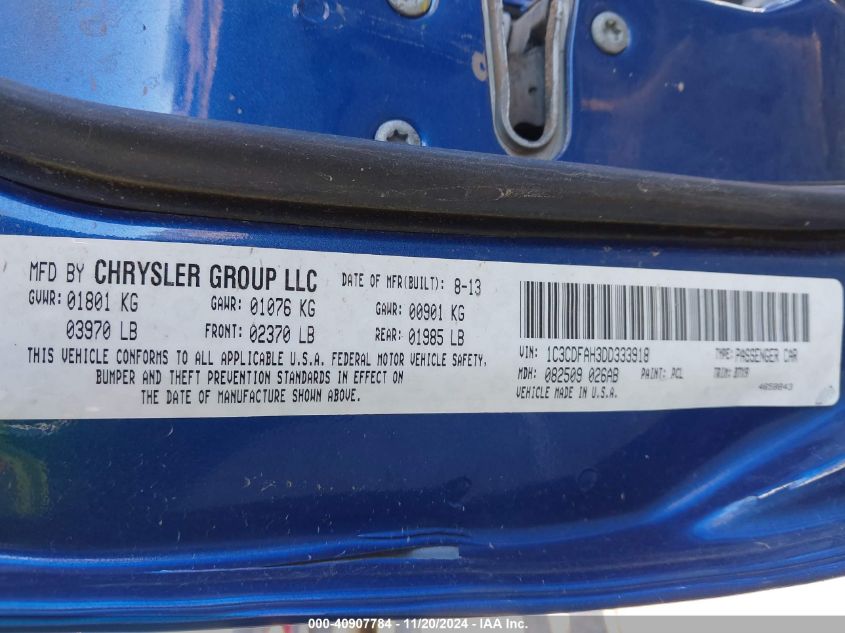 MFD BY CHRYSLER GROUP LLC DATE OF MFR(BUILT): 8-13
GVWR: 01801 KG GAWR: 01076 KG GAWR: 00901 KG
03970 LB FRONT: 02370 LB REAR: 01985 LB
THIS VEHICLE CONFORMS TO ALL APPLICABLE U.S.A. FEDERAL MOTOR VEHICLE SAFETY,
BUMPER AND THEFT PREVENTION STANDARDS IN EFFECT ON
THE DATE OF MANUFACTURE SHOWN ABOVE.
VIN: 1C3CDFAH3DD333918 TYPE: PASSENGER CAR
MDH: 082509 026AB PAINT: PCL TRIM:
VEHICLE MADE IN U.S.A. 4650843
000-40907784 - 11/20/2024 - IAA Inc.